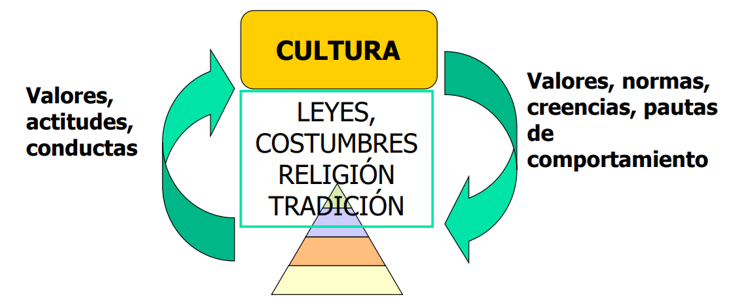 CULTURA
Valores,
actitudes,
conductas
LEYES,
COSTUMBRES
RELIGIÓN
TRADICIÓN
Valores, normas,
creencias, pautas
de
comportamiento